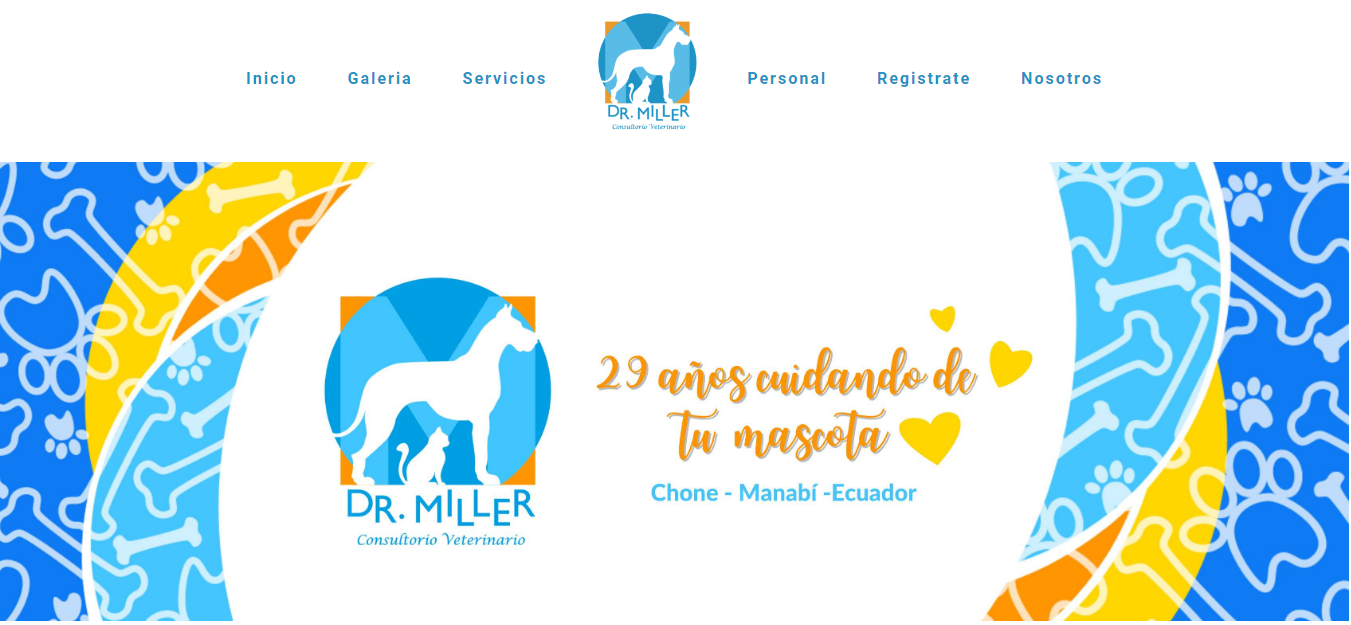 Inicio
Galeria
Servicios
DR. MILLER
Consultorio Veterinario
Personal
Registrate
Nosotros
DR. MILLER
Consultorio Veterinario
29 años cuidando de
tu mascota
Chone - Manabí -Ecuador